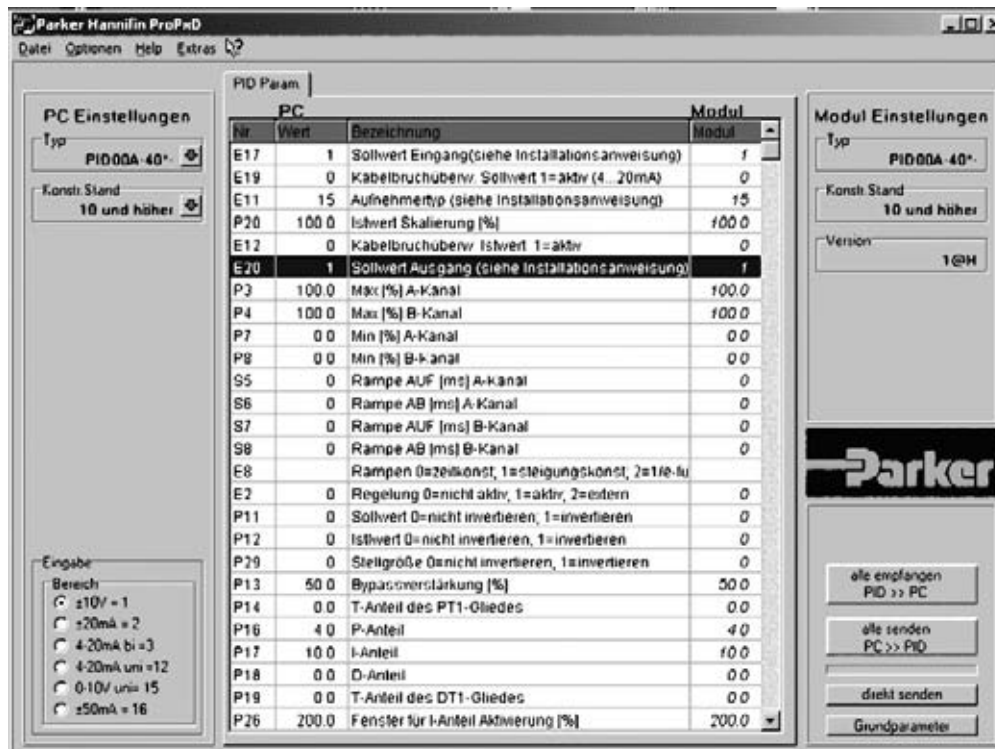 Parker Hannifin ProPxD
Datei Optionen Help Extras
PC Einstellungen
Typ
PID00A-40*-
Konstr. Stand
10 und höher
Eingabe
Bereich
±10V = 1
±20mA = 2
4-20mA bi =3
4-20mA uni =12
0-10V uni= 15
±50mA = 16
PID Param.
PC Modul
Nr. Wert Bezeichnung Modul
E17 1 Sollwert Eingang(siehe Installationsanweisung) 1
E19 0 Kabelbruchüberw. Sollwert 1=aktiv (4...20mA) 0
E11 15 Aufnehmertyp (siehe Installationsanweisung) 15
P20 100.0 Istwert Skalierung [%] 100.0
E12 0 Kabelbruchüberw. Istwert 1=aktiv 0
E20 1 Sollwert Ausgang (siehe Installationsanweisung) 1
P3 100.0 Max [%] A-Kanal 100.0
P4 100.0 Max [%] B-Kanal 100.0
P7 0.0 Min [%] A-Kanal 0.0
P8 0.0 Min [%] B-Kanal 0.0
S5 0 Rampe AUF [ms] A-Kanal 0
S6 0 Rampe AB [ms] A-Kanal 0
S7 0 Rampe AUF [ms] B-Kanal 0
S8 0 Rampe AB [ms] B-Kanal 0
E8 Rampen 0=zeitkonst, 1=steigungskonst, 2=1/e-fu
E2 0 Regelung 0=nicht aktiv, 1=aktiv, 2=extern 0
P11 0 Sollwert 0=nicht invertieren, 1=invertieren 0
P12 0 Istwert 0=nicht invertieren, 1=invertieren 0
P29 0 Stellgröße 0=nicht invertieren, 1=invertieren 0
P13 50.0 Bypassverstärkung [%] 50.0
P14 0.0 T-Anteil des PT1-Gliedes 0.0
P16 4.0 P-Anteil 4.0
P17 10.0 I-Anteil 10.0
P18 0.0 D-Anteil 0.0
P19 0.0 T-Anteil des DT1-Gliedes 0.0
P26 200.0 Fenster für I-Anteil Aktivierung [%] 200.0
Modul Einstellungen
Typ
PID00A-40*-
Konstr. Stand
10 und höher
Version
1@H
Parker
alle empfangen
PID >> PC
alle senden
PC >> PID
direkt senden
Grundparameter